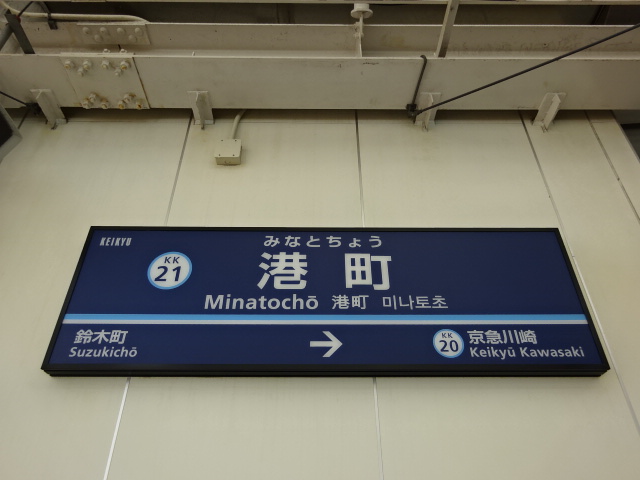 KEIKYU
みなとちょう
KK
21
港町
Minatochō 港町 미나토초
鈴木町
Suzukichō
→
KK
20
京急川崎
Keikyū Kawasaki